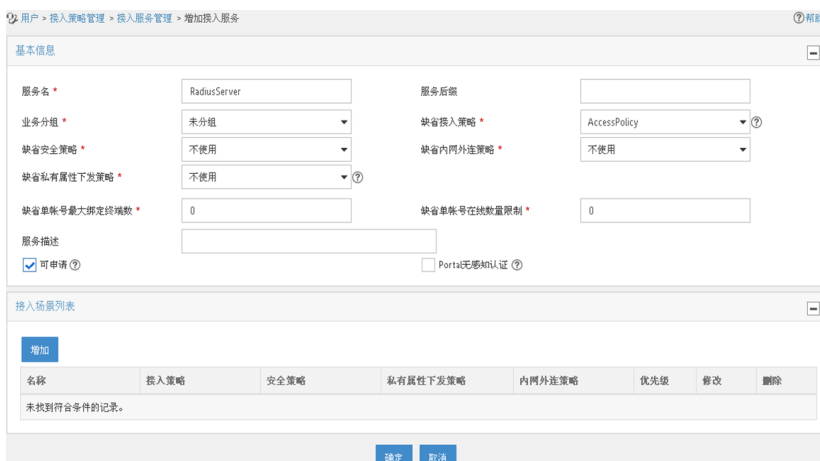 用户 > 接入策略管理 > 接入服务管理 > 增加接入服务 帮助
基本信息
服务名 * RadiusServer 服务后缀
业务分组 * 未分组 缺省接入策略 * AccessPolicy
缺省安全策略 * 不使用 缺省内网外连策略 * 不使用
缺省私有属性下发策略 * 不使用
缺省单帐号最大绑定终端数 * 0 缺省单帐号在线数量限制 * 0
服务描述
可申请 Portal无感知认证
接入场景列表
增加
名称 接入策略 安全策略 私有属性下发策略 内网外连策略 优先级 修改 删除
未找到符合条件的记录。
确定 取消